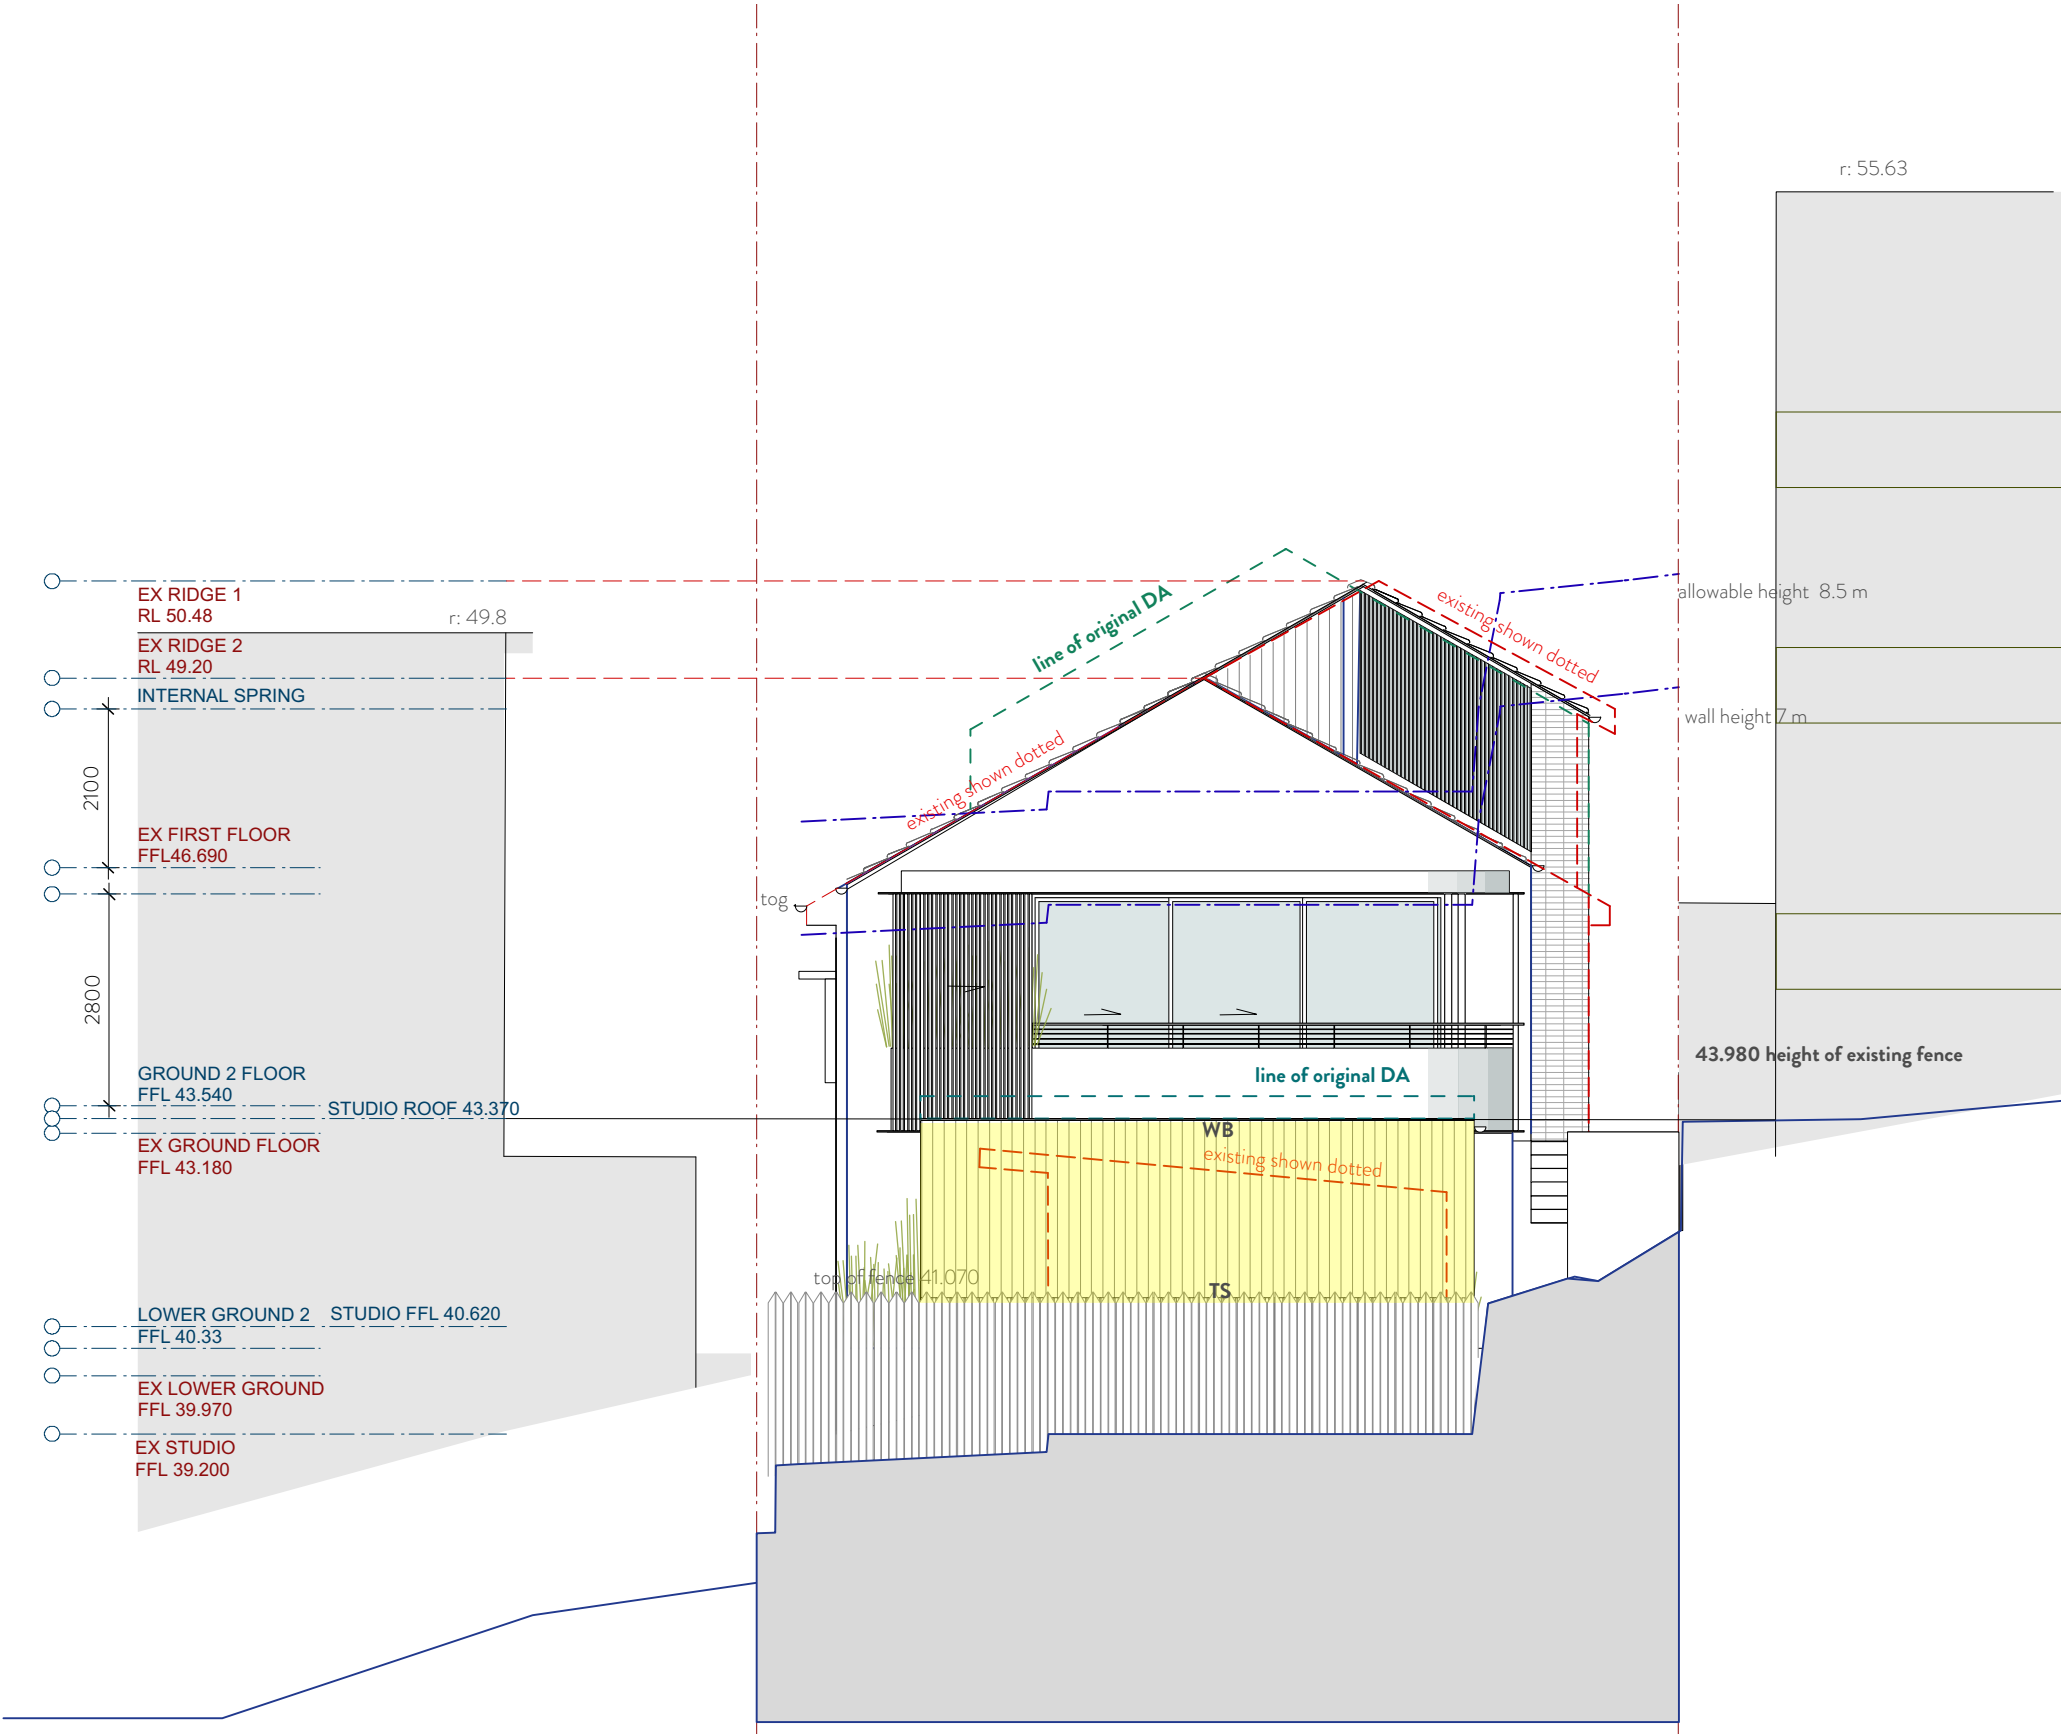 r: 55.63
line of original DA
EX RIDGE 1
RL 50.48
r: 49.8
EX RIDGE 2
RL 49.20
INTERNAL SPRING
existing shown dotted
allowable height 8.5 m
wall height 7 m
existing shown dotted
2100
EX FIRST FLOOR
FFL46.690
tog
2800
43.980 height of existing fence
GROUND 2 FLOOR
FFL 43.540
STUDIO ROOF 43.370
line of original DA
EX GROUND FLOOR
FFL 43.180
WB
existing shown dotted
top of fence 41.070
TS
LOWER GROUND 2
STUDIO FFL 40.620
FFL 40.33
EX LOWER GROUND
FFL 39.970
EX STUDIO
FFL 39.200